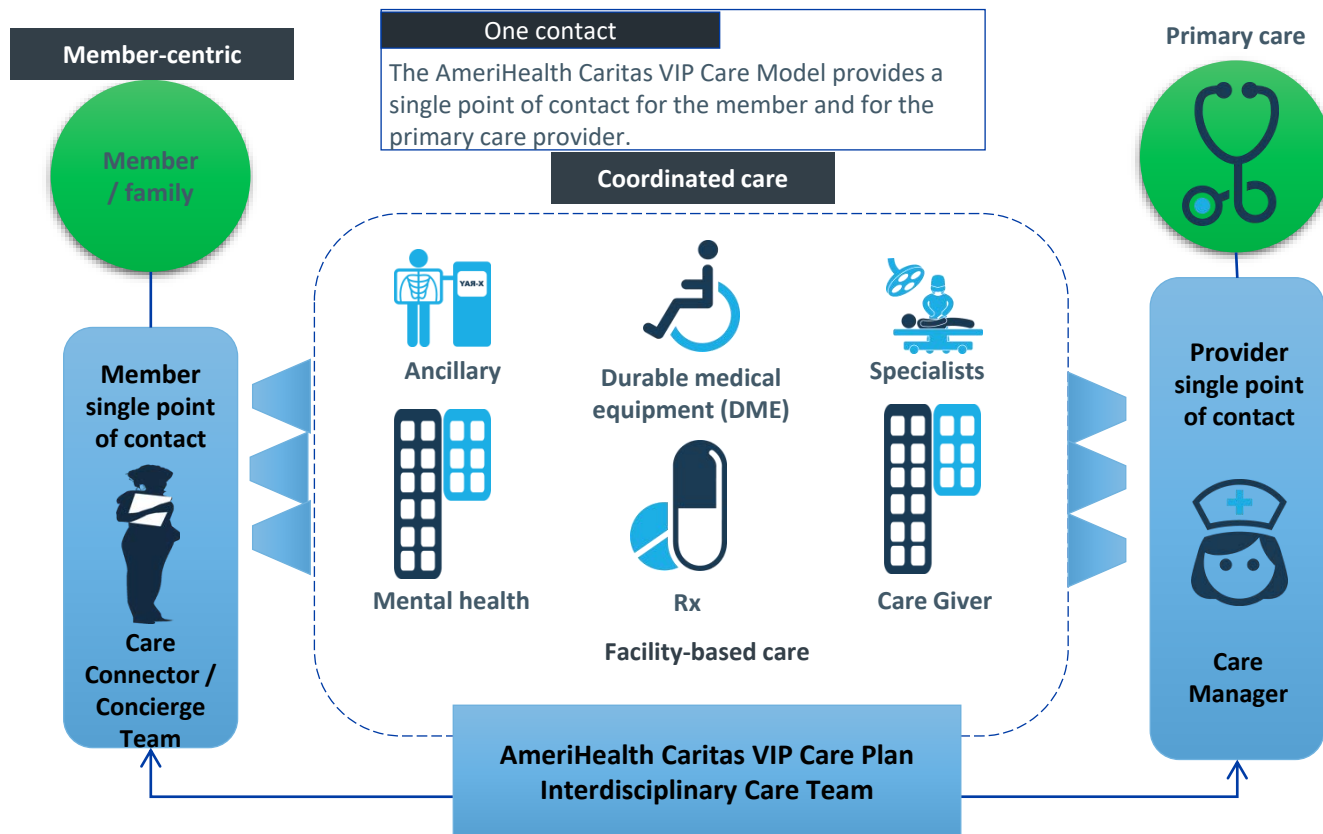 Member-centric
Member
/ family
Member
single point
of contact
Care
Connector /
Concierge
Team
One contact
The AmeriHealth Caritas VIP Care Model provides a
single point of contact for the member and for the
primary care provider.
Coordinated care
YAR-X
Ancillary
Durable medical
equipment (DME)
Specialists
Mental health
Rx
Care Giver
Facility-based care
AmeriHealth Caritas VIP Care Plan
Interdisciplinary Care Team
Primary care
Provider
single point
of contact
Care
Manager